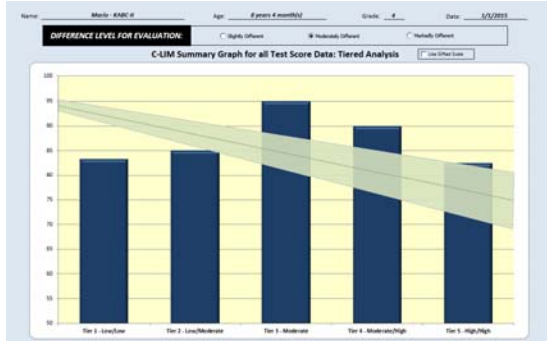 Name: Maria - KABC-II Age: 8 years 4 month(s) Grade: 4 Date: 1/1/2015
DIFFERENCE LEVEL FOR EVALUATION: Slightly Different Moderately Different Markedly Different
C-LIM Summary Graph for all Test Score Data: Tiered Analysis Use Gifted Scale
100
95
90
85
80
75
70
65
60
55
50
Tier 1 - Low/Low Tier 2 - Low/Moderate Tier 3 - Moderate Tier 4 - Moderate/High Tier 5 - High/High